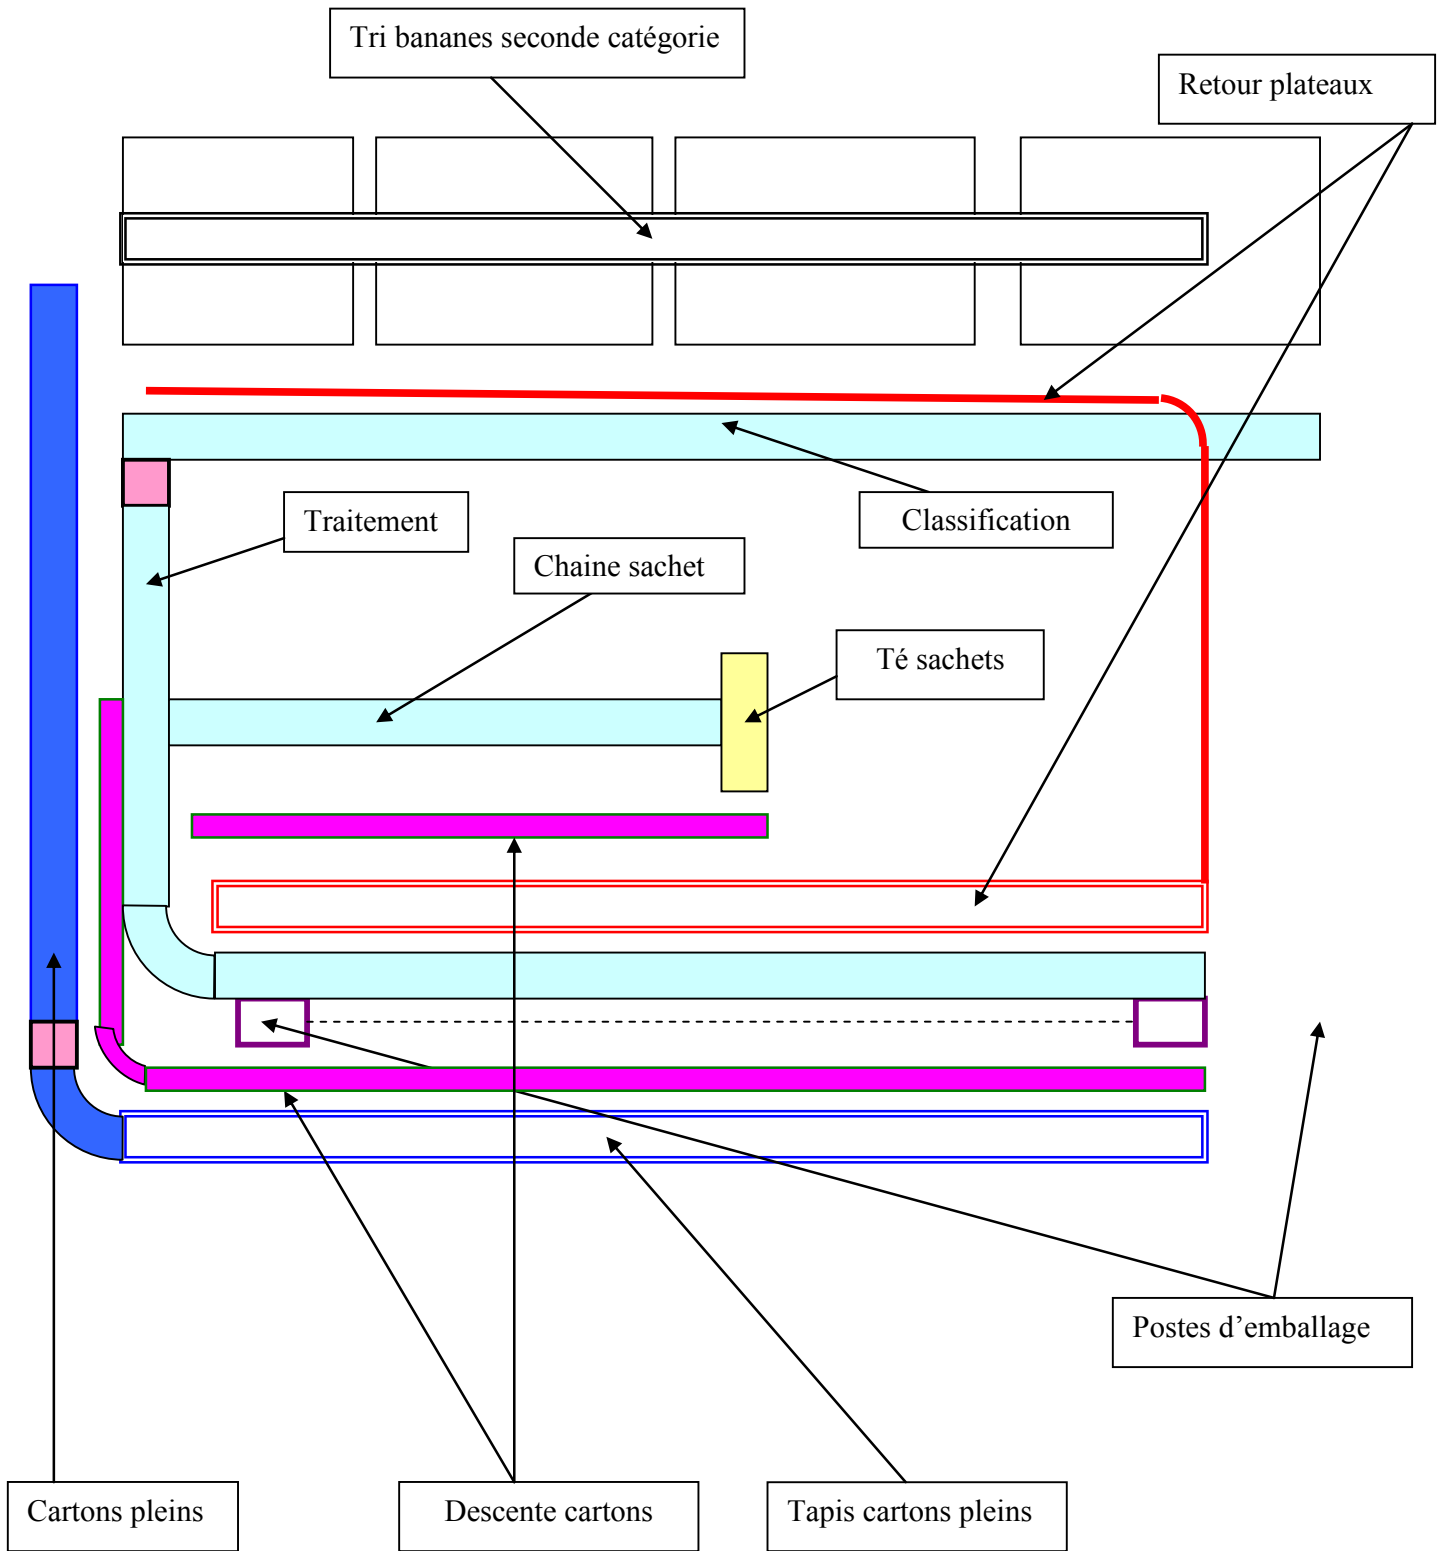 Tri bananes seconde catégorie
Retour plateaux
Traitement
Classification
Chaine sachet
Té sachets
Postes d’emballage
Cartons pleins
Descente cartons
Tapis cartons pleins